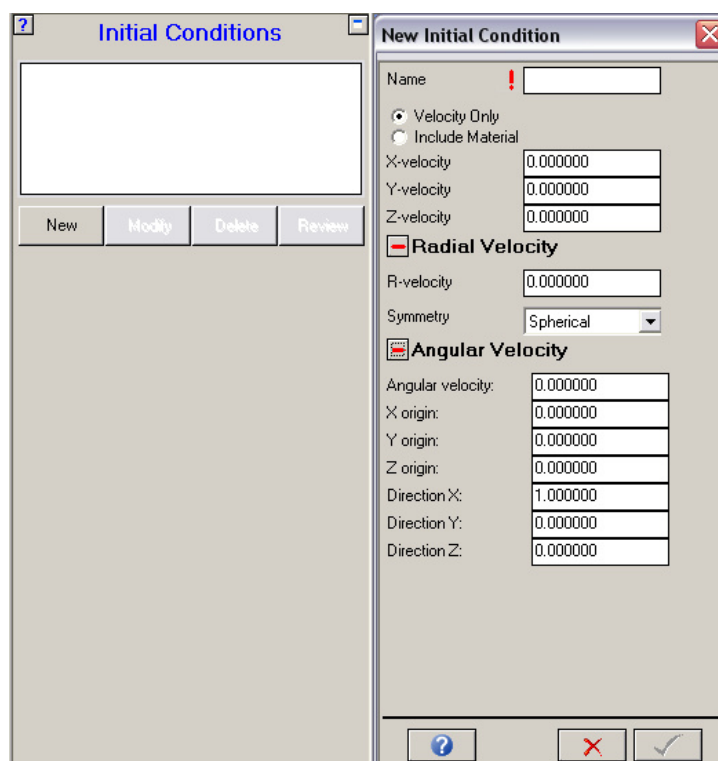 ?
Initial Conditions
New Modify Delete Review
New Initial Condition
Name !
Velocity Only
Include Material
X-velocity 0.000000
Y-velocity 0.000000
Z-velocity 0.000000
Radial Velocity
R-velocity 0.000000
Symmetry Spherical
Angular Velocity
Angular velocity: 0.000000
X origin: 0.000000
Y origin: 0.000000
Z origin: 0.000000
Direction X: 1.000000
Direction Y: 0.000000
Direction Z: 0.000000
?